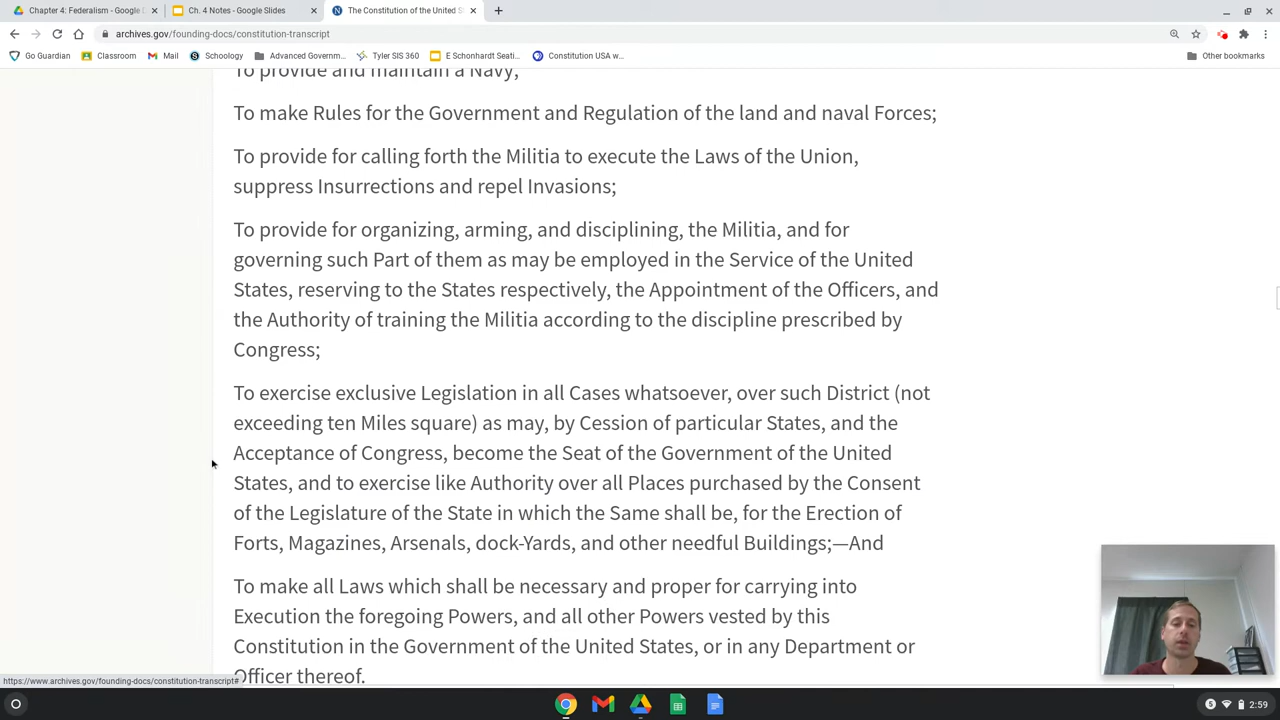 Chapter 4: Federalism - Google
Ch. 4 Notes - Google Slides
The Constitution of the United S
archives.gov/founding-docs/constitution-transcript
Go Guardian
Classroom
Mail
Schoology
Advanced Governm...
Tyler SIS 360
E Schonhardt Seati...
Constitution USA w...
Other bookmarks
To provide and maintain a Navy;
To make Rules for the Government and Regulation of the land and naval Forces;
To provide for calling forth the Militia to execute the Laws of the Union,
suppress Insurrections and repel Invasions;
To provide for organizing, arming, and disciplining, the Militia, and for
governing such Part of them as may be employed in the Service of the United
States, reserving to the States respectively, the Appointment of the Officers, and
the Authority of training the Militia according to the discipline prescribed by
Congress;
To exercise exclusive Legislation in all Cases whatsoever, over such District (not
exceeding ten Miles square) as may, by Cession of particular States, and the
Acceptance of Congress, become the Seat of the Government of the United
States, and to exercise like Authority over all Places purchased by the Consent
of the Legislature of the State in which the Same shall be, for the Erection of
Forts, Magazines, Arsenals, dock-Yards, and other needful Buildings;—And
To make all Laws which shall be necessary and proper for carrying into
Execution the foregoing Powers, and all other Powers vested by this
Constitution in the Government of the United States, or in any Department or
Officer thereof.
https://www.archives.gov/founding-docs/constitution-transcript#
5
2:59